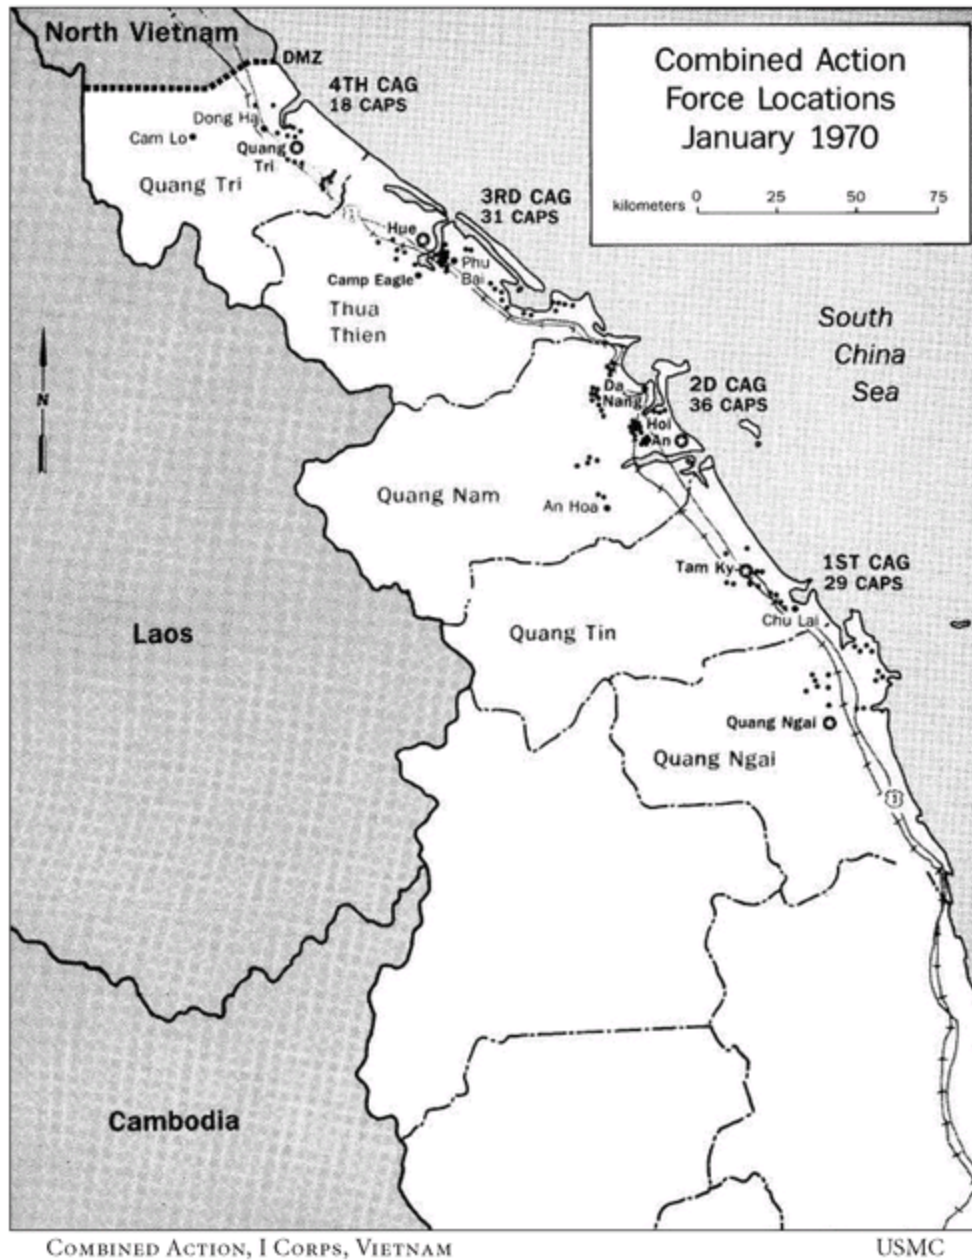 North Vietnam
DMZ
Combined Action
Force Locations
January 1970
kilometers 0 25 50 75
4TH CAG
18 CAPS
Dong Ha
Cam Lo
Quang
Tri
Quang Tri
3RD CAG
31 CAPS
1
Hue
Phu
Bai
Camp Eagle
Thua
Thien
South
China
Sea
N
2D CAG
36 CAPS
Da
Nang
Hoi
An
Quang Nam
An Hoa
1ST CAG
29 CAPS
Tam Ky
Chu Lai
Quang Tin
Laos
Quang Ngai
Quang Ngai
1
Cambodia
COMBINED ACTION, I CORPS, VIETNAM USMC